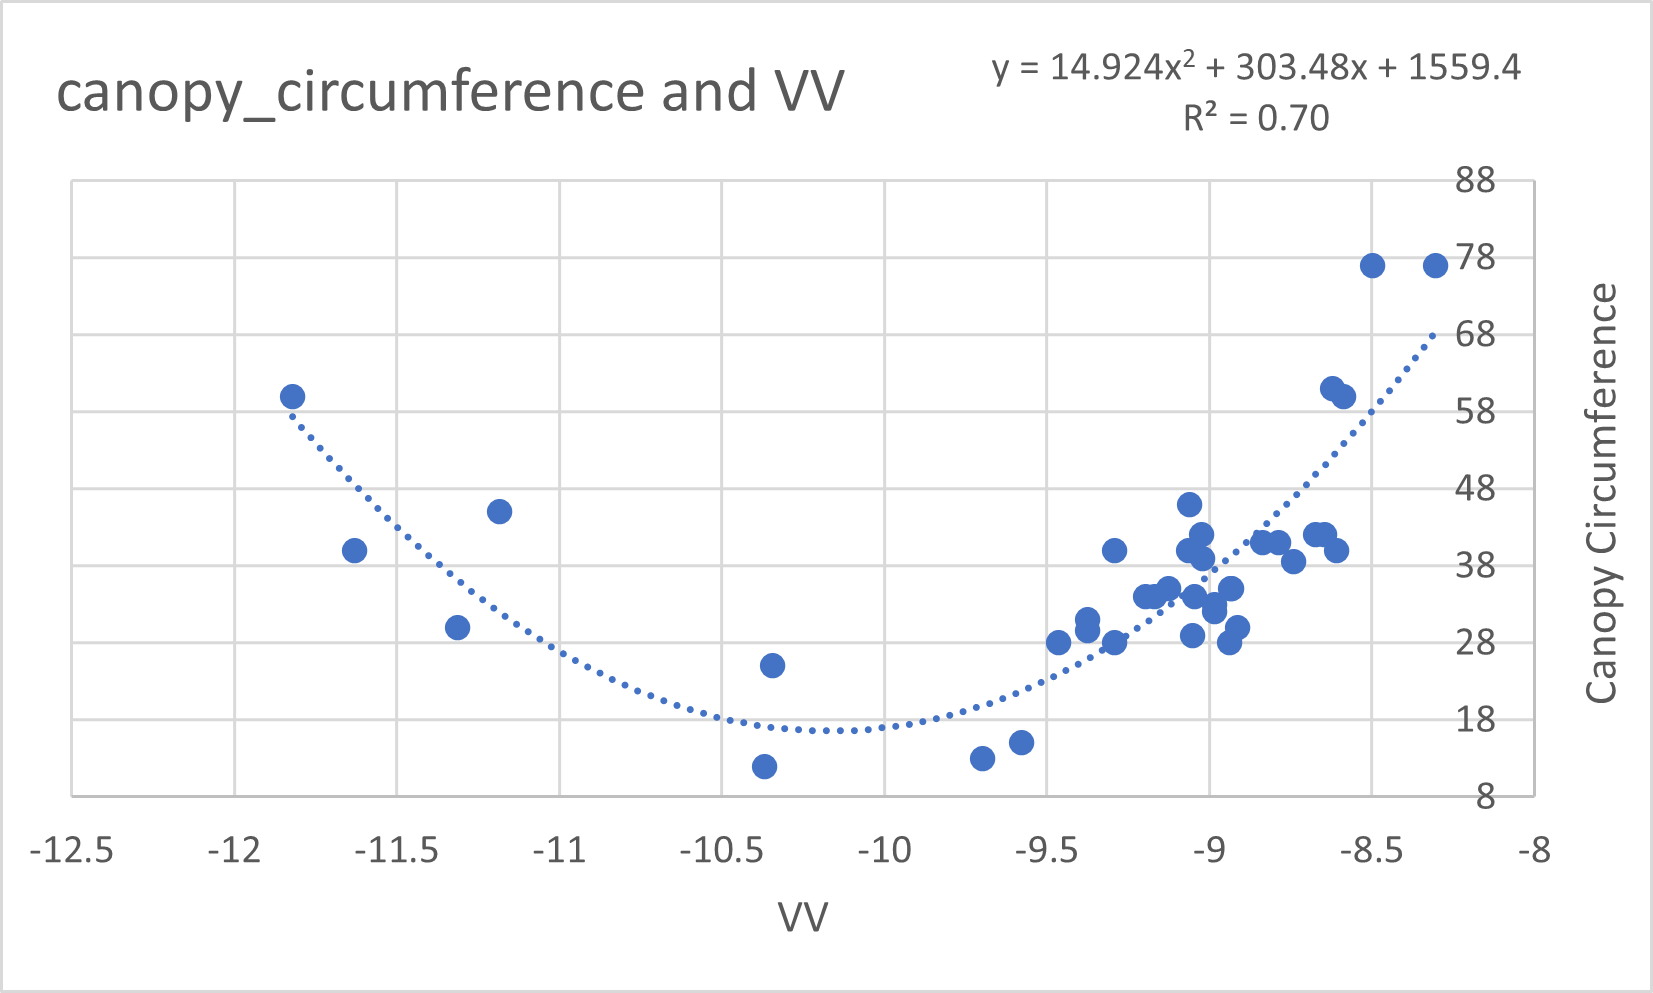 canopy_circumference and VV
y = 14.924x² + 303.48x + 1559.4
R² = 0.70
88
78
68
58
48
38
28
18
8
Canopy Circumference
-12.5 -12 -11.5 -11 -10.5 -10 -9.5 -9 -8.5 -8
VV